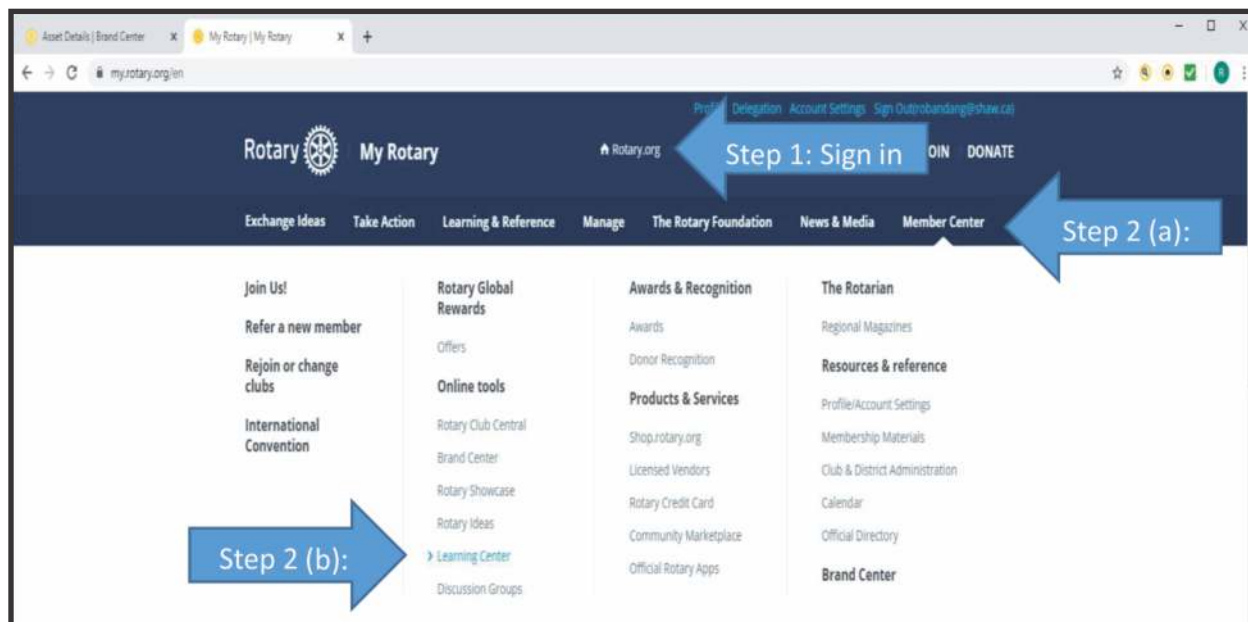 Asset Details | Brand Center
My Rotary | My Rotary
my.rotary.org/en
Delegation Account Settings Sign Out(robandang@shaw.ca)
Rotary
My Rotary
Rotary.org
Step 1: Sign in
DONATE
Exchange Ideas Take Action Learning & Reference Manage The Rotary Foundation News & Media Member Center
Step 2 (a):
Join Us!
Refer a new member
Rejoin or change
clubs
International
Convention
Rotary Global
Rewards
Offers
Online tools
Rotary Club Central
Brand Center
Rotary Showcase
Rotary Ideas
Learning Center
Discussion Groups
Step 2 (b):
Awards & Recognition
Awards
Donor Recognition
Products & Services
Shop.rotary.org
Licensed Vendors
Rotary Credit Card
Community Marketplace
Official Rotary Apps
The Rotarian
Regional Magazines
Resources & reference
Profile/Account Settings
Membership Materials
Club & District Administration
Calendar
Official Directory
Brand Center